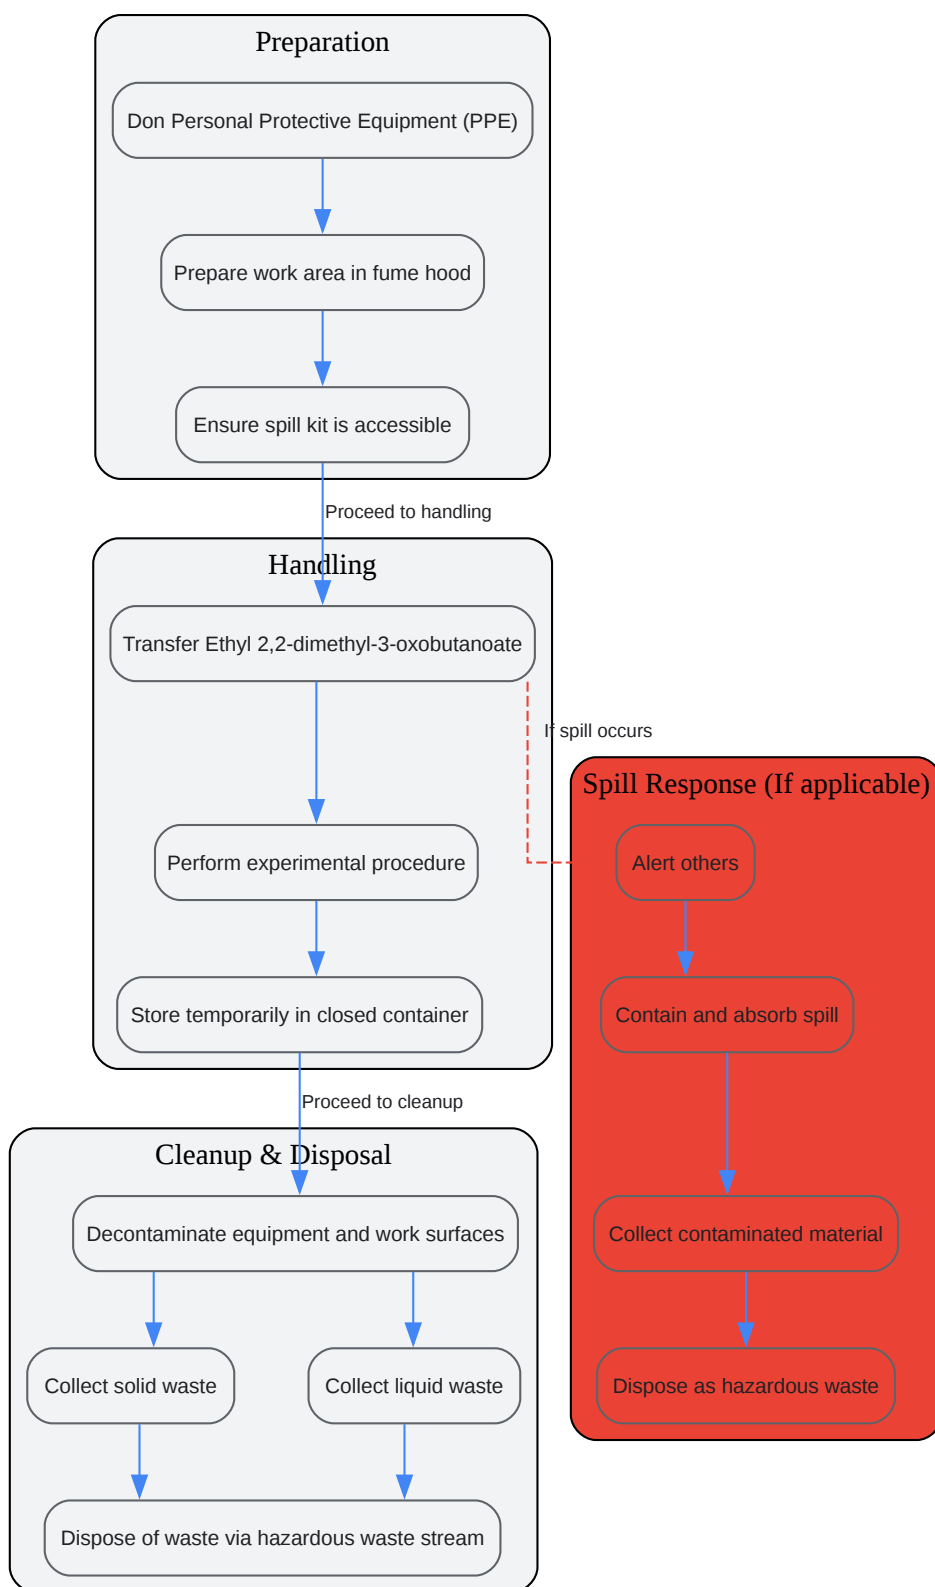 Preparation
Don Personal Protective Equipment (PPE)
Prepare work area in fume hood
Ensure spill kit is accessible
Proceed to handling
Handling
Transfer Ethyl 2,2-dimethyl-3-oxobutanoate
If spill occurs
Spill Response (If applicable)
Perform experimental procedure
Alert others
Store temporarily in closed container
Contain and absorb spill
Proceed to cleanup
Cleanup & Disposal
Decontaminate equipment and work surfaces
Collect contaminated material
Collect solid waste
Collect liquid waste
Dispose as hazardous waste
Dispose of waste via hazardous waste stream